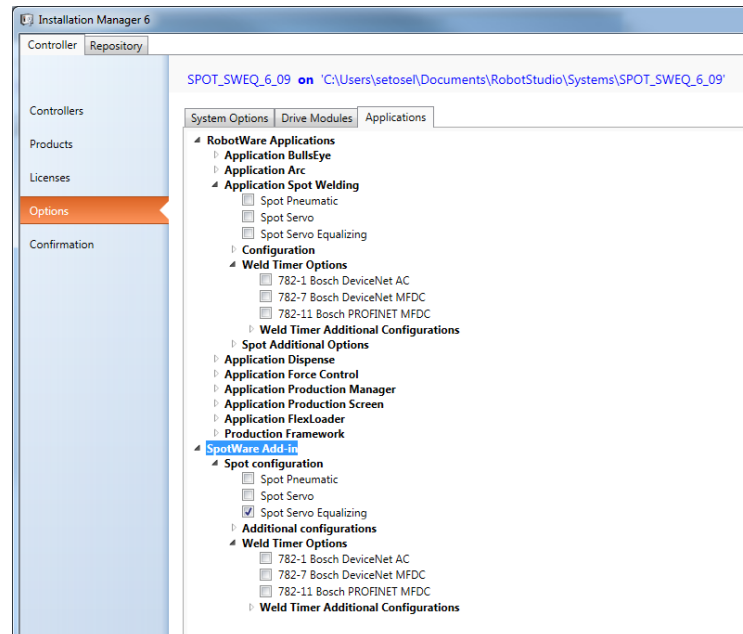 Installation Manager 6
Controller
Repository
SPOT_SWEQ_6_09 on 'C:\Users\setosel\Documents\RobotStudio\Systems\SPOT_SWEQ_6_09'
Controllers
Products
Licenses
Options
Confirmation
System Options
Drive Modules
Applications
RobotWare Applications
Application BullsEye
Application Arc
Application Spot Welding
Spot Pneumatic
Spot Servo
Spot Servo Equalizing
Configuration
Weld Timer Options
782-1 Bosch DeviceNet AC
782-7 Bosch DeviceNet MFDC
782-11 Bosch PROFINET MFDC
Weld Timer Additional Configurations
Spot Additional Options
Application Dispense
Application Force Control
Application Production Manager
Application Production Screen
Application FlexLoader
Production Framework
SpotWare Add-in
Spot configuration
Spot Pneumatic
Spot Servo
Spot Servo Equalizing
Additional configurations
Weld Timer Options
782-1 Bosch DeviceNet AC
782-7 Bosch DeviceNet MFDC
782-11 Bosch PROFINET MFDC
Weld Timer Additional Configurations